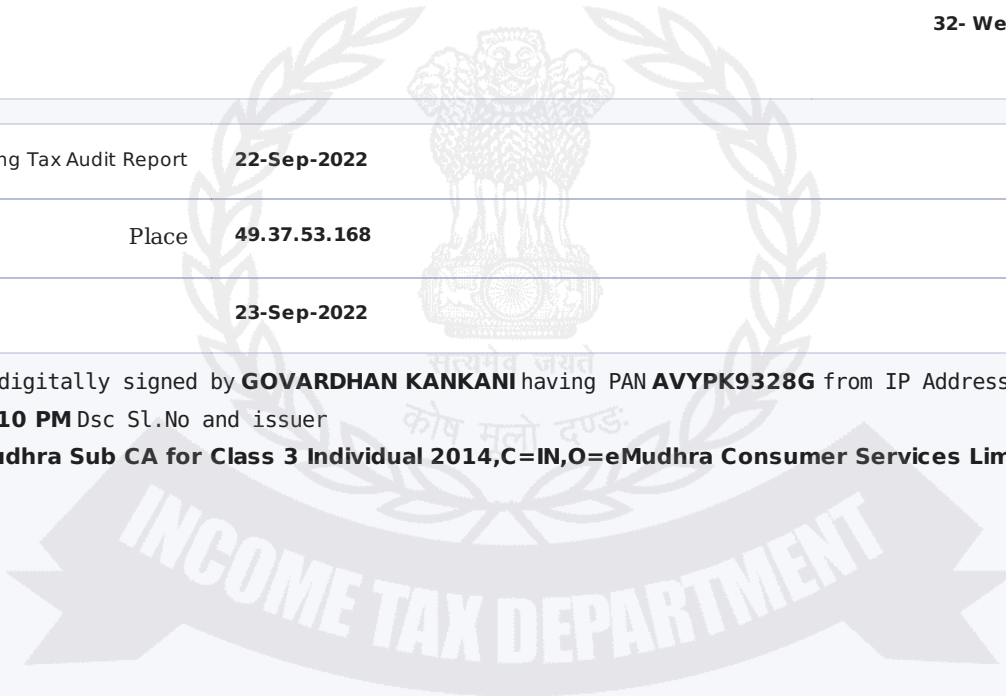 32- We
ng Tax Audit Report 22-Sep-2022
Place 49.37.53.168
23-Sep-2022
सत्यमेव जयते
digitally signed by GOVARDHAN KANKANI having PAN AVYPK9328G from IP Address
10 PM Dsc Sl.No and issuer
कोष मूलो दण्डः
udhra Sub CA for Class 3 Individual 2014,C=IN,O=eMudhra Consumer Services Lim
INCOME TAX DEPARTMENT